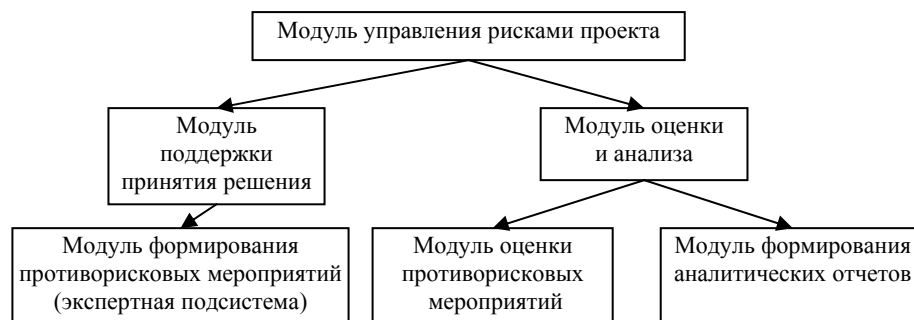 Модуль управления рисками проекта
Модуль
поддержки
принятия решения
Модуль оценки
и анализа
Модуль формирования
противорисковых мероприятий
(экспертная подсистема)
Модуль оценки
противорисковых
мероприятий
Модуль формирования
аналитических отчетов